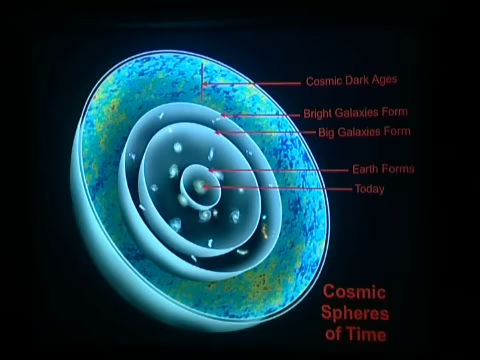 Cosmic Dark Ages
Bright Galaxies Form
Big Galaxies Form
Earth Forms
Today
Cosmic
Spheres
of Time